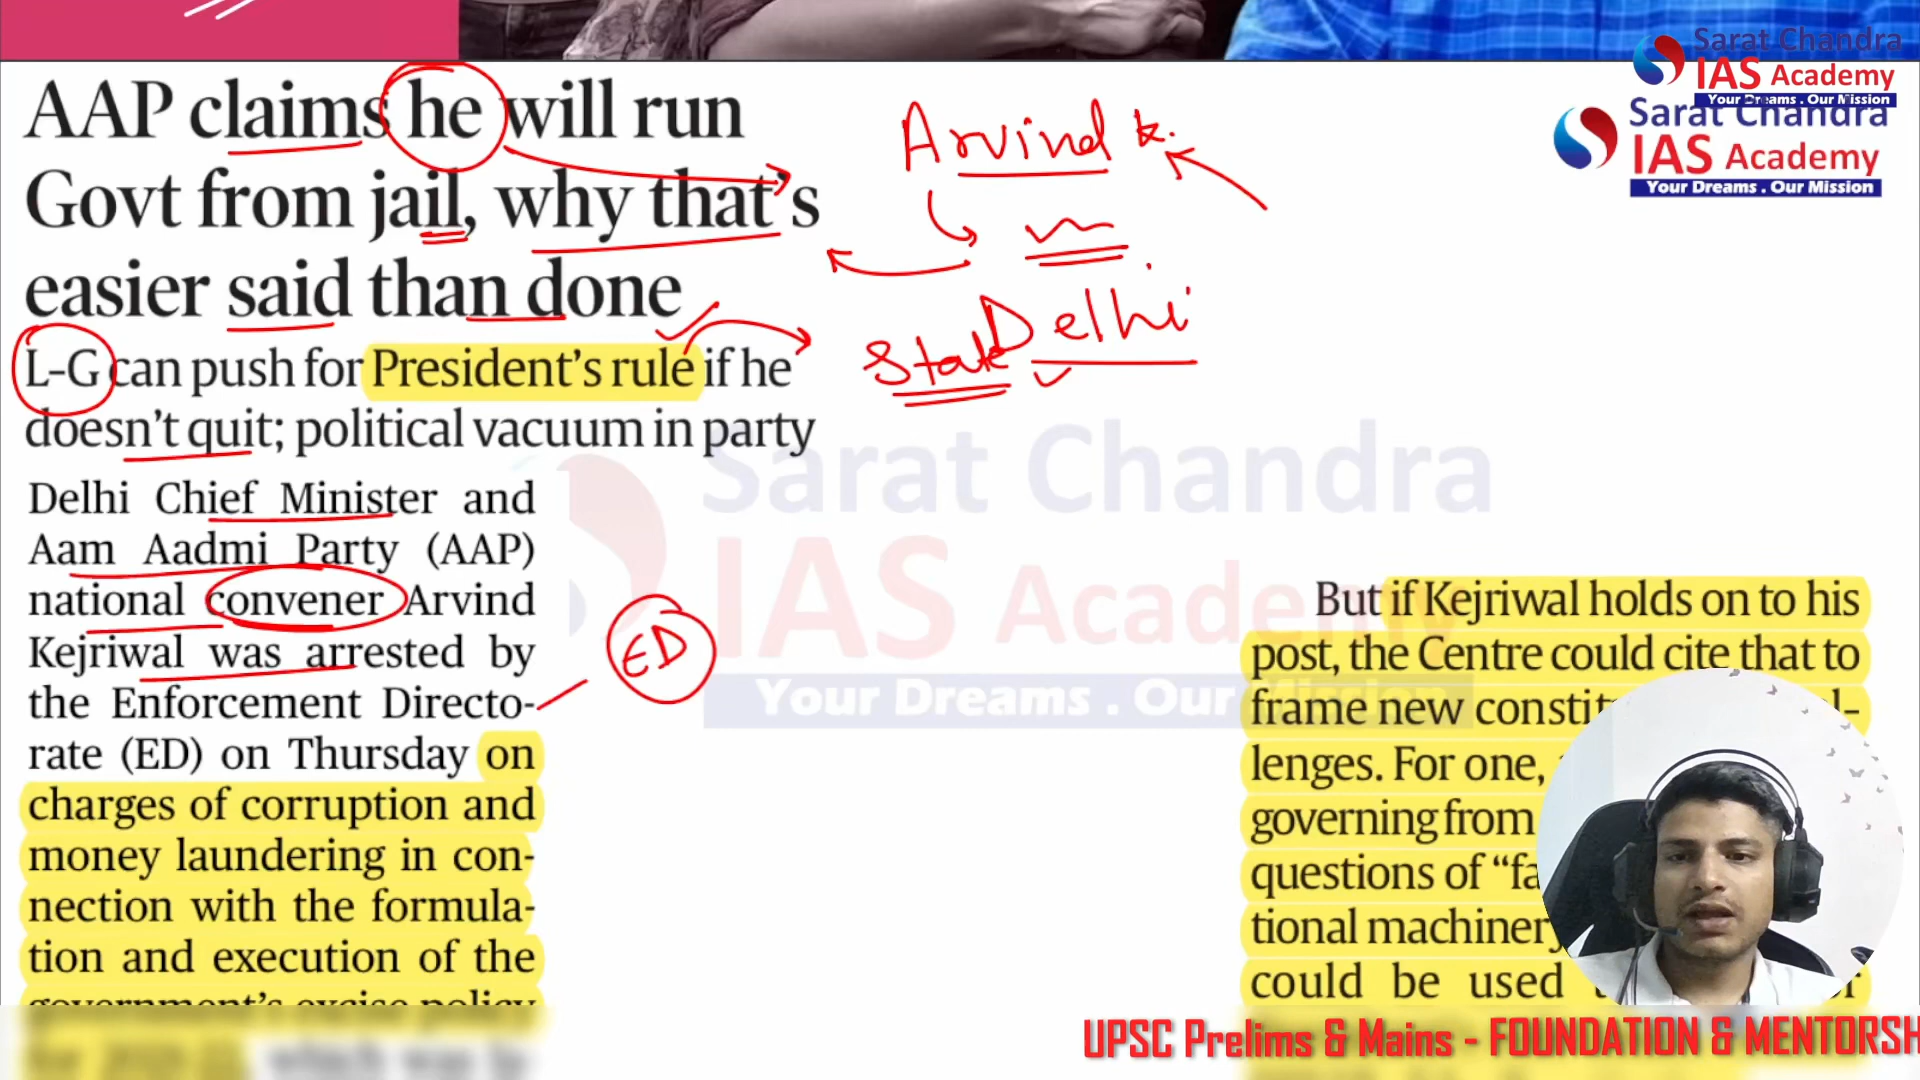 Sarat Chandra
IAS Academy
Your Dreams . Our Mission
Sarat Chandra
IAS Academy
Your Dreams . Our Mission
AAP claims he will run
Govt from jail, why that's
easier said than done
L-G can push for President's rule if he
doesn't quit; political vacuum in party
Arvind k.
Delhi
State
Delhi Chief Minister and
Aam Aadmi Party (AAP)
national convener Arvind
Kejriwal was arrested by
the Enforcement Directo-
rate (ED) on Thursday on
charges of corruption and
money laundering in con-
nection with the formula-
tion and execution of the
government's excise policy
ED
Sarat Chandra
IAS Academy
Your Dreams . Our Mission
But if Kejriwal holds on to his
post, the Centre could cite that to
frame new constit
lenges. For one,
governing from
questions of "fa
tional machinery
could be used
UPSC Prelims & Mains - FOUNDATION & MENTORSH